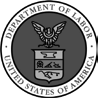 DEPARTMENT OF LABOR
UNITED STATES OF AMERICA